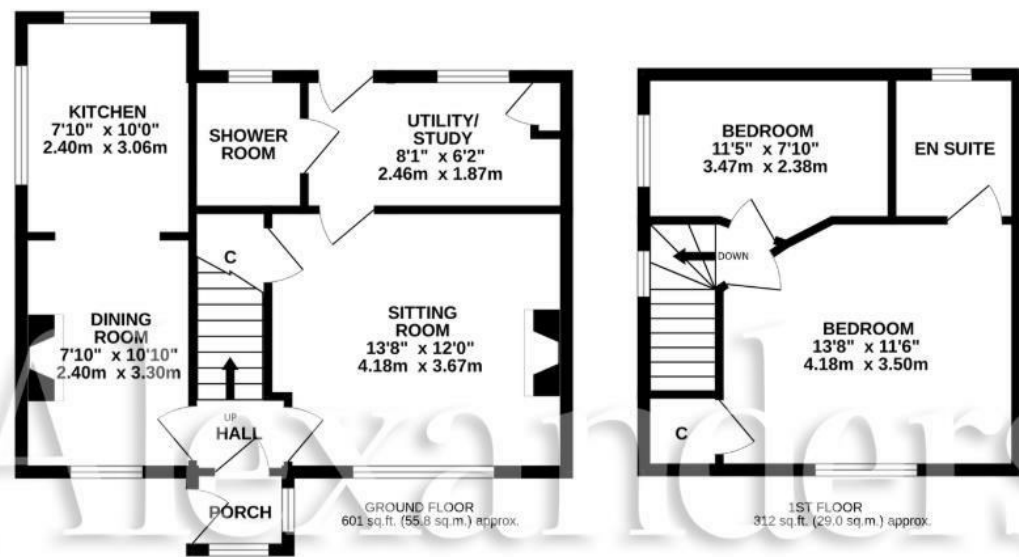 KITCHEN
7'10" x 10'0"
2.40m x 3.06m
SHOWER
ROOM
UTILITY/
STUDY
8'1" x 6'2"
2.46m x 1.87m
C
DINING
ROOM
7'10" x 10'10"
2.40m x 3.30m
SITTING
ROOM
13'8" x 12'0"
4.18m x 3.67m
UP
HALL
PORCH
GROUND FLOOR
601 sq.ft. (55.8 sq.m.) approx.
BEDROOM
11'5" x 7'10"
3.47m x 2.38m
EN SUITE
DOWN
BEDROOM
13'8" x 11'6"
4.18m x 3.50m
C
1ST FLOOR
312 sq.ft. (29.0 sq.m.) approx.
Alexanders